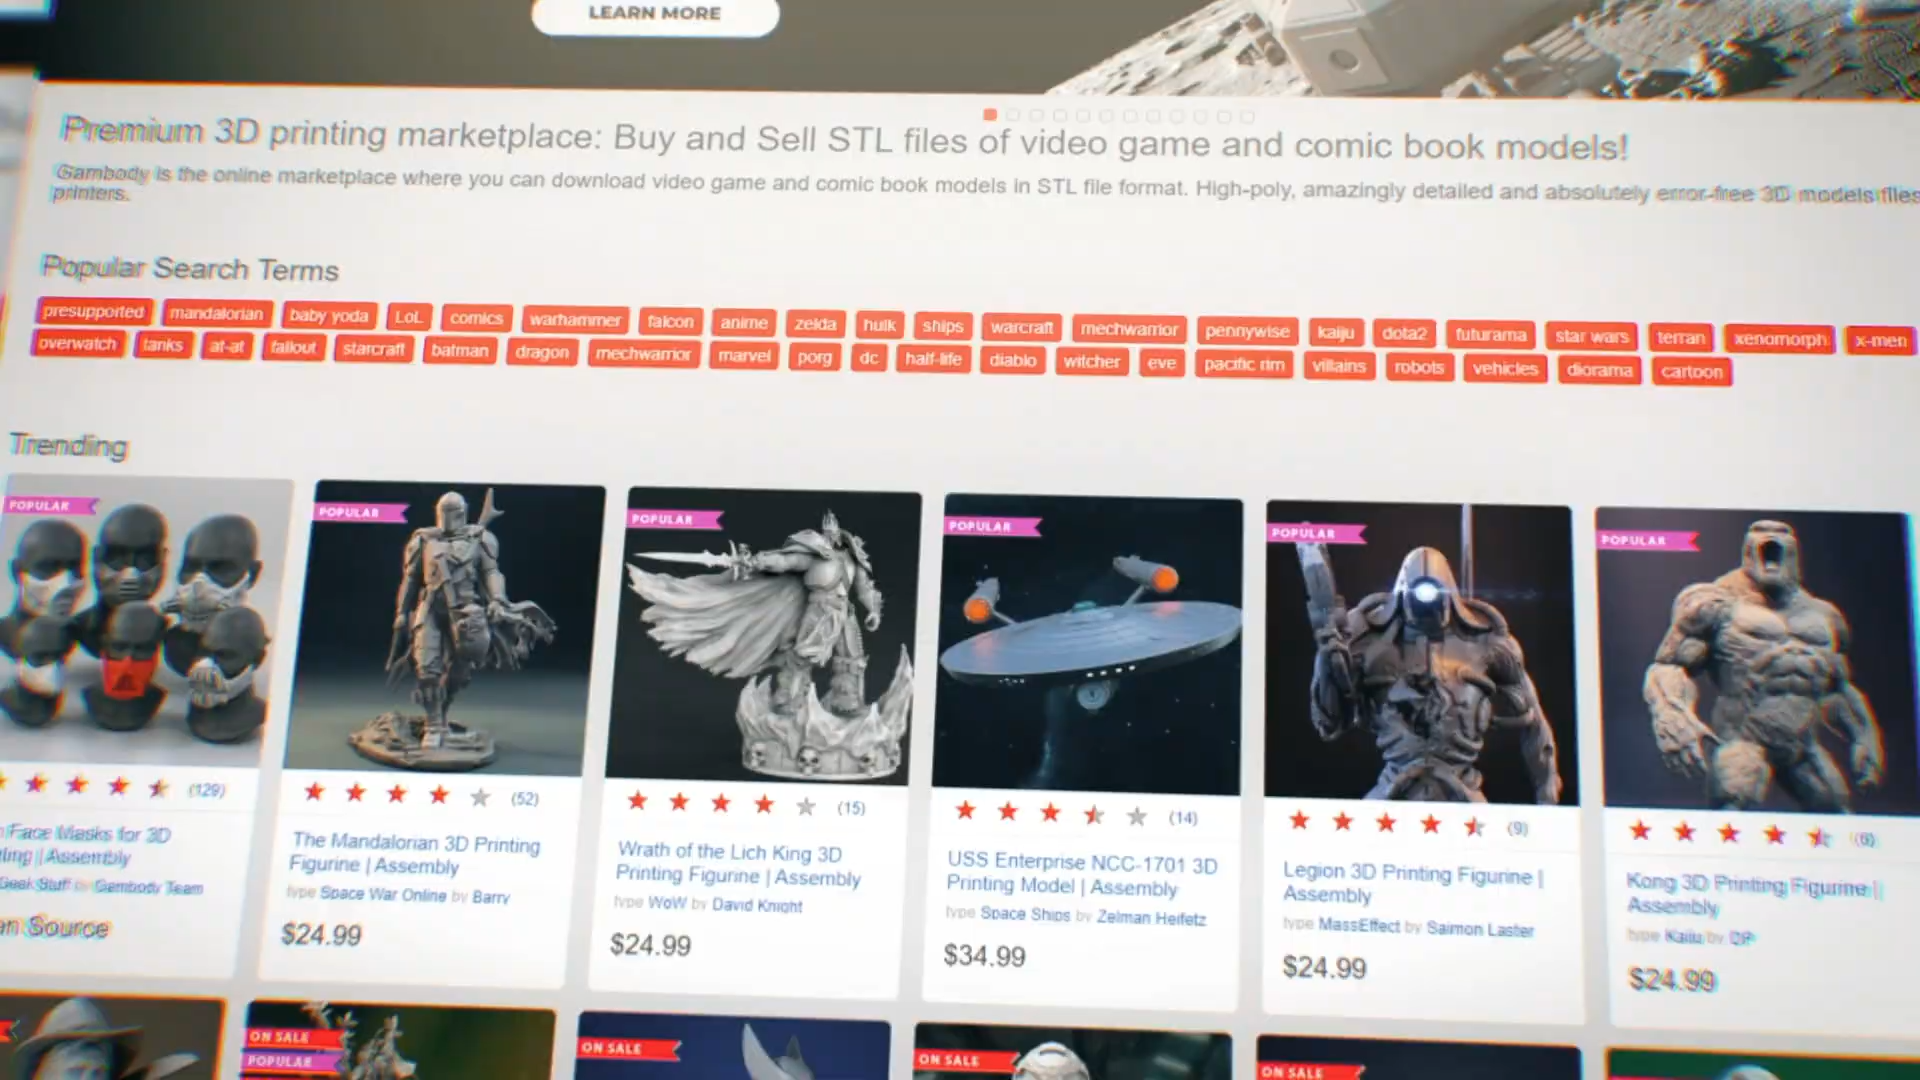 LEARN MORE
Premium 3D printing marketplace: Buy and Sell STL files of video game and comic book models!
Gambody is the online marketplace where you can download video game and comic book models in STL file format. High-poly, amazingly detailed and absolutely error-free 3D models files
printers.
Popular Search Terms
presupported mandalorian baby yoda LoL comics warhammer falcon anime zelda hulk ships warcraft mechwarrior pennywise kaiju dota2 futurama star wars terran xenomorph x-men
overwatch tanks at-at fallout starcraft batman dragon mechwarrior marvel porg dc half-life diablo witcher eve pacific rim villains robots vehicles diorama cartoon
Trending
POPULAR POPULAR POPULAR POPULAR POPULAR POPULAR
(129) (52) (15) (14) (9) (6)
Face Masks for 3D
Assembly
Geek Stuff by Gambody Team
Source
The Mandalorian 3D Printing
Figurine | Assembly
type Space War Online by Barry
$24.99
Wrath of the Lich King 3D
Printing Figurine | Assembly
type WoW by David Knight
$24.99
USS Enterprise NCC-1701 3D
Printing Model | Assembly
type Space Ships by Zelman Heifetz
$34.99
Legion 3D Printing Figurine |
Assembly
type MassEffect by Saimon Laster
$24.99
Kong 3D Printing Figurine |
Assembly
type Kaiju by DP
$24.99
ON SALE
POPULAR
ON SALE
ON SALE
ON SALE